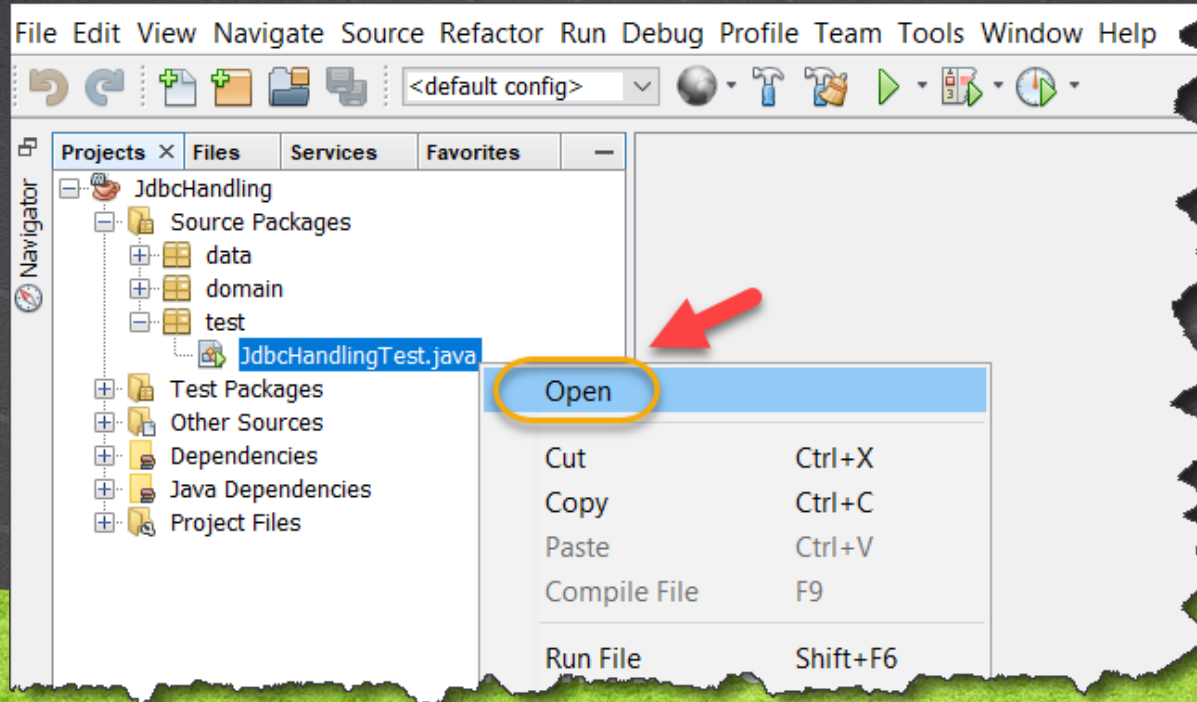 File Edit View Navigate Source Refactor Run Debug Profile Team Tools Window Help
<default config>
Projects Files Services Favorites
Navigator
JdbcHandling
Source Packages
data
domain
test
JdbcHandlingTest.java
Test Packages
Other Sources
Dependencies
Java Dependencies
Project Files
Open
Cut Ctrl+X
Copy Ctrl+C
Paste Ctrl+V
Compile File F9
Run File Shift+F6